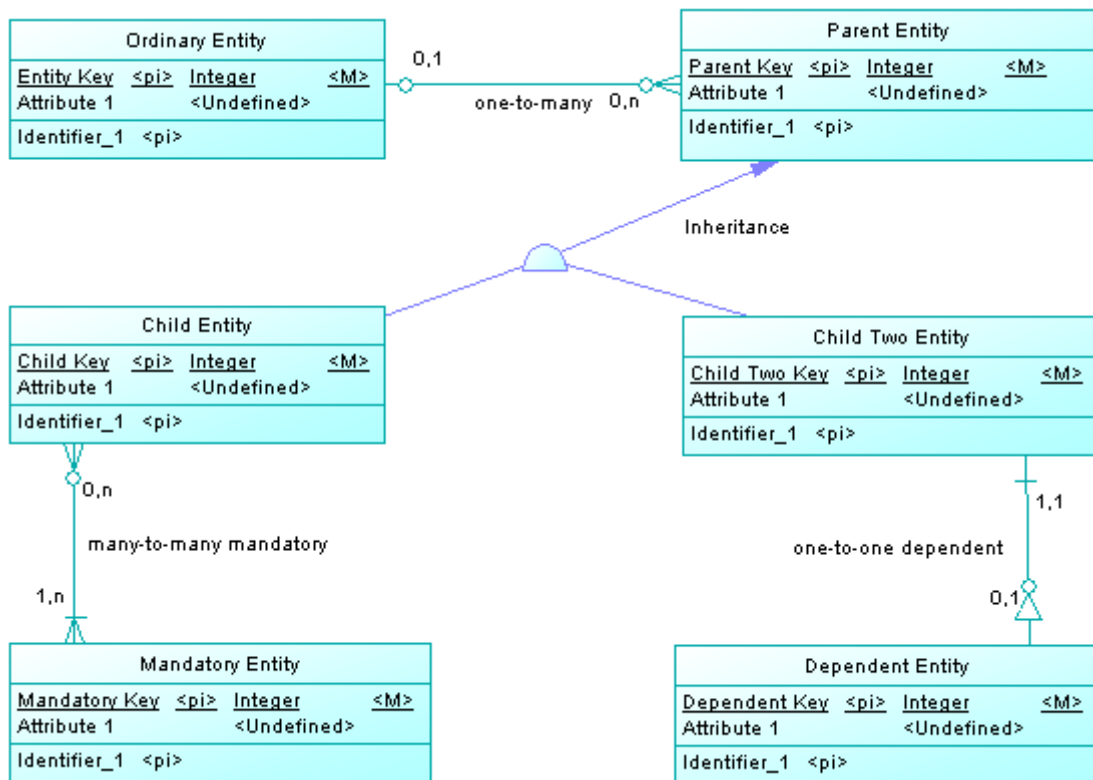 Ordinary Entity
Entity Key <pi> Integer <M>
Attribute 1 <Undefined>
Identifier_1 <pi>
0,1
one-to-many 0,n
Parent Entity
Parent Key <pi> Integer <M>
Attribute 1 <Undefined>
Identifier_1 <pi>
Inheritance
Child Entity
Child Key <pi> Integer <M>
Attribute 1 <Undefined>
Identifier_1 <pi>
Child Two Entity
Child Two Key <pi> Integer <M>
Attribute 1 <Undefined>
Identifier_1 <pi>
0,n
many-to-many mandatory
1,n
1,1
one-to-one dependent
0,1
Mandatory Entity
Mandatory Key <pi> Integer <M>
Attribute 1 <Undefined>
Identifier_1 <pi>
Dependent Entity
Dependent Key <pi> Integer <M>
Attribute 1 <Undefined>
Identifier_1 <pi>